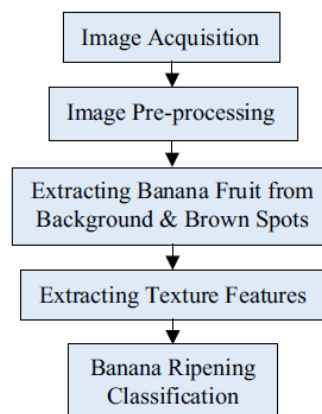 Image Acquisition
Image Pre-processing
Extracting Banana Fruit from
Background & Brown Spots
Extracting Texture Features
Banana Ripening
Classification